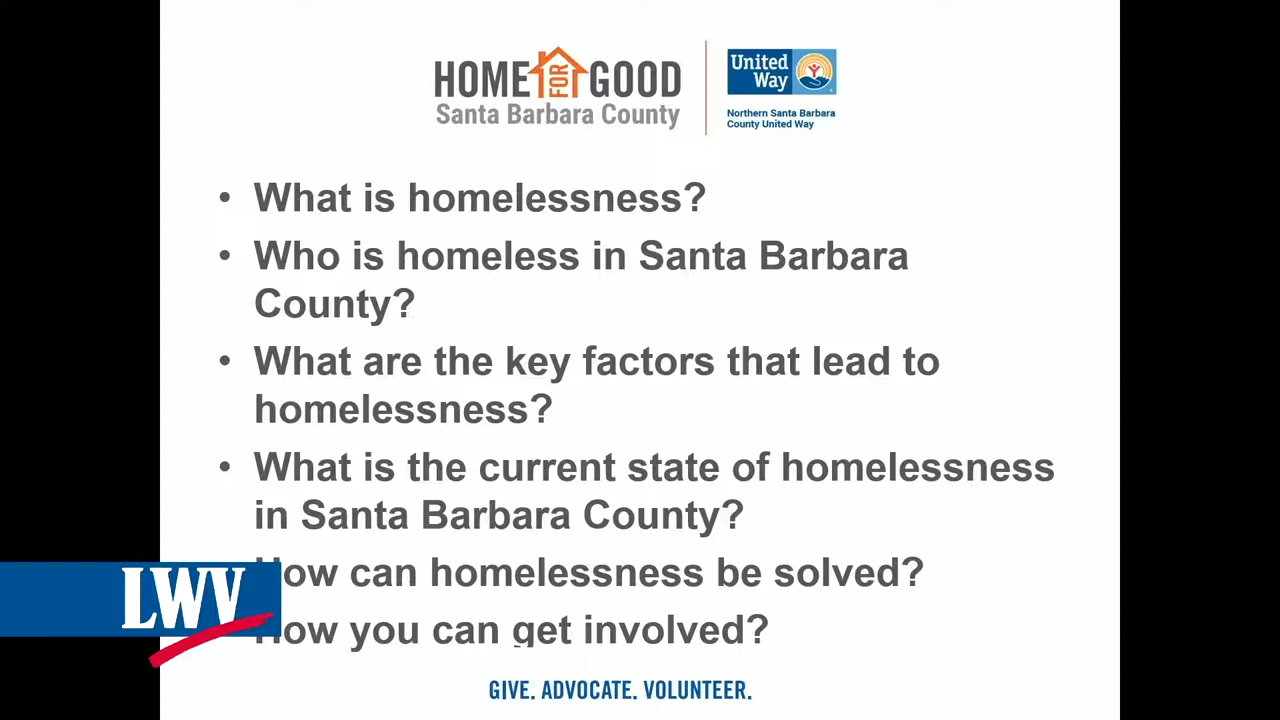 HOME FOR GOOD
Santa Barbara County
United
Way
Northern Santa Barbara
County United Way
• What is homelessness?
• Who is homeless in Santa Barbara
County?
• What are the key factors that lead to
homelessness?
• What is the current state of homelessness
in Santa Barbara County?
How can homelessness be solved?
How you can get involved?
LWV
GIVE. ADVOCATE. VOLUNTEER.